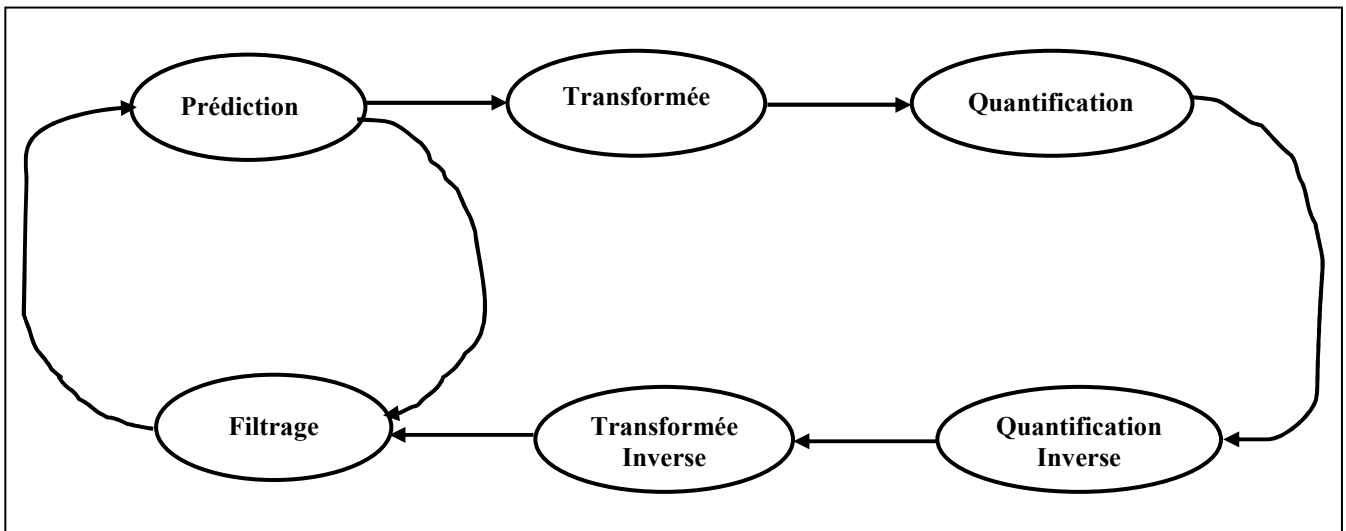 Prédiction
Transformée
Quantification
Filtrage
Transformée
Inverse
Quantification
Inverse